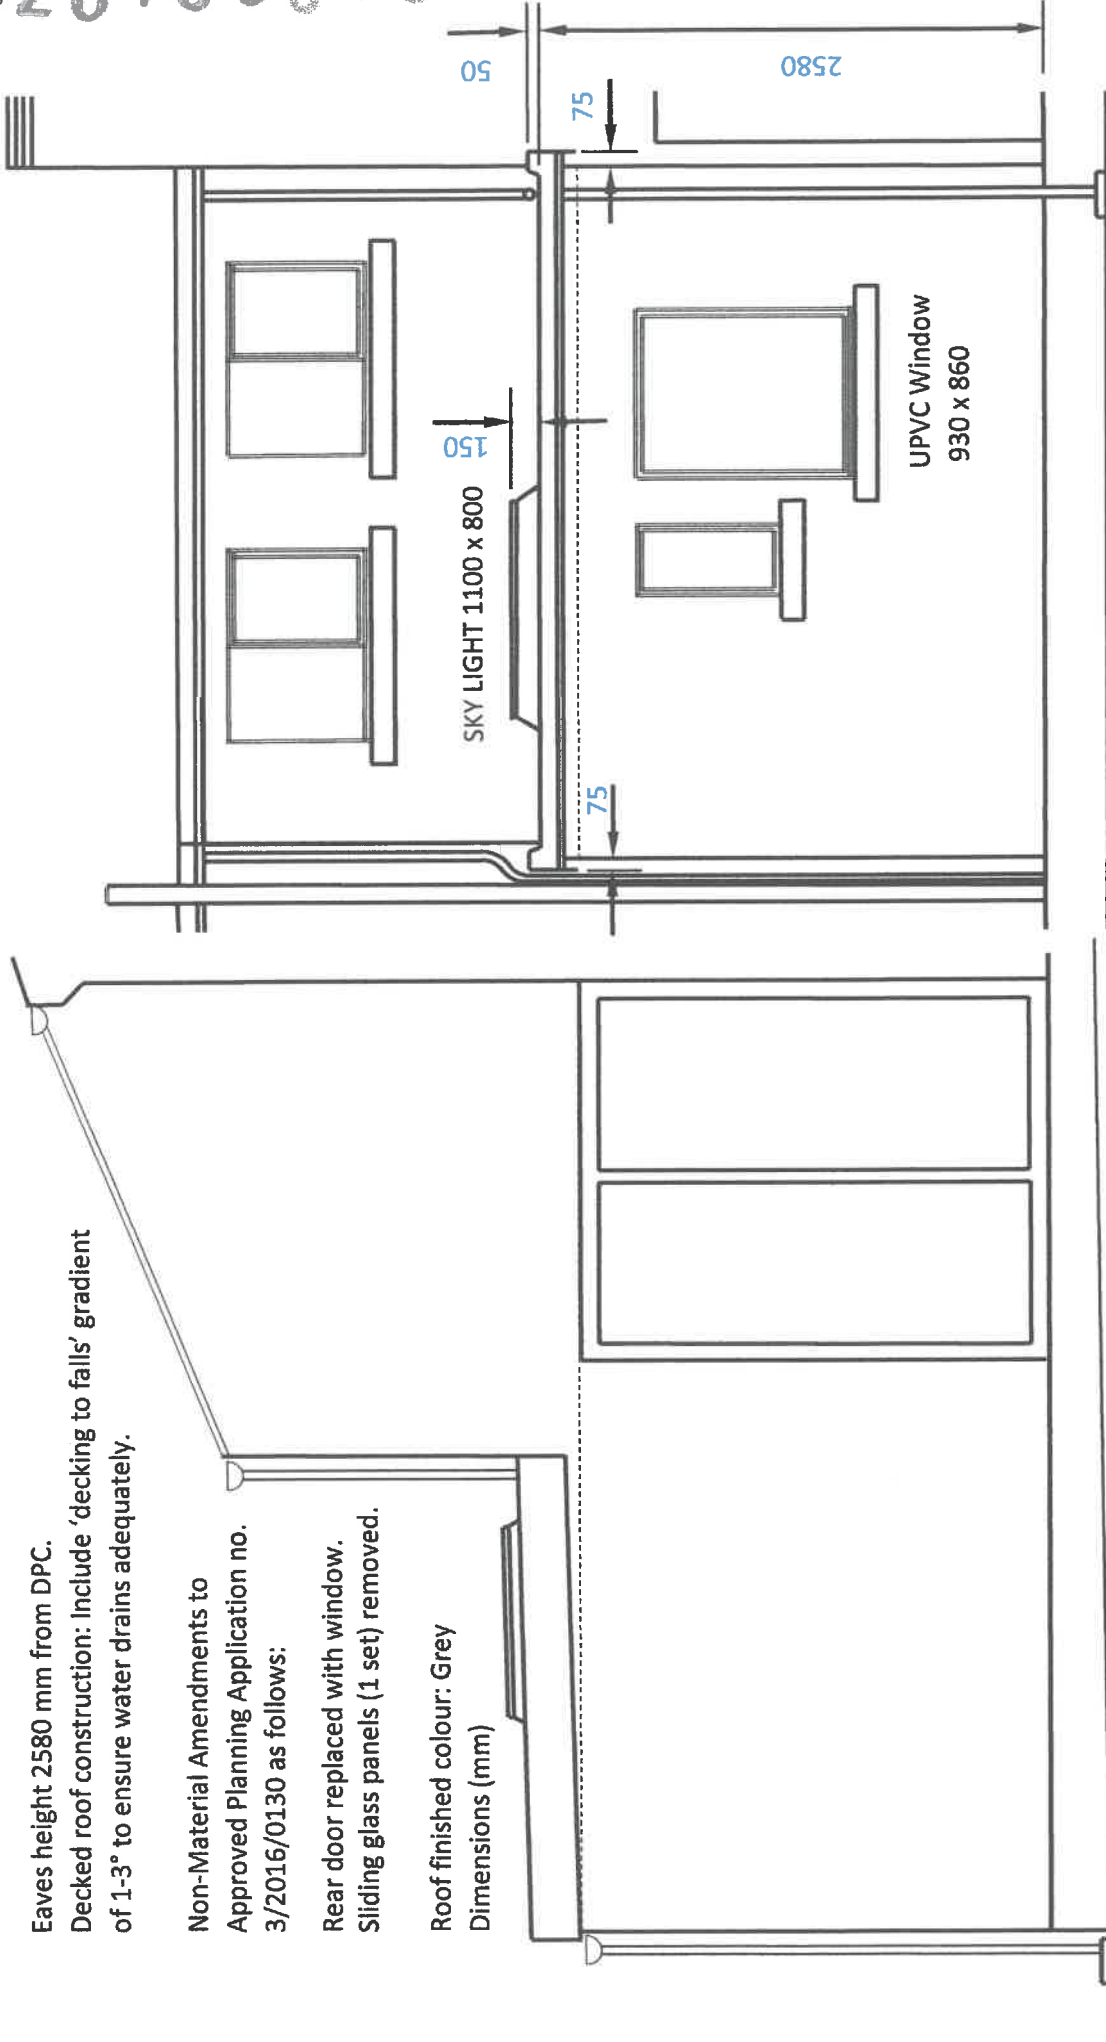 Eaves height 2580 mm from DPC.
Decked roof construction: Include 'decking to falls' gradient
of 1-3° to ensure water drains adequately.
Non-Material Amendments to
Approved Planning Application no.
3/2016/0130 as follows:
Rear door replaced with window.
Sliding glass panels (1 set) removed.
Roof finished colour: Grey
Dimensions (mm)
SKY LIGHT 1100 x 800
150
50
75
2580
75
UPVC Window
930 x 860